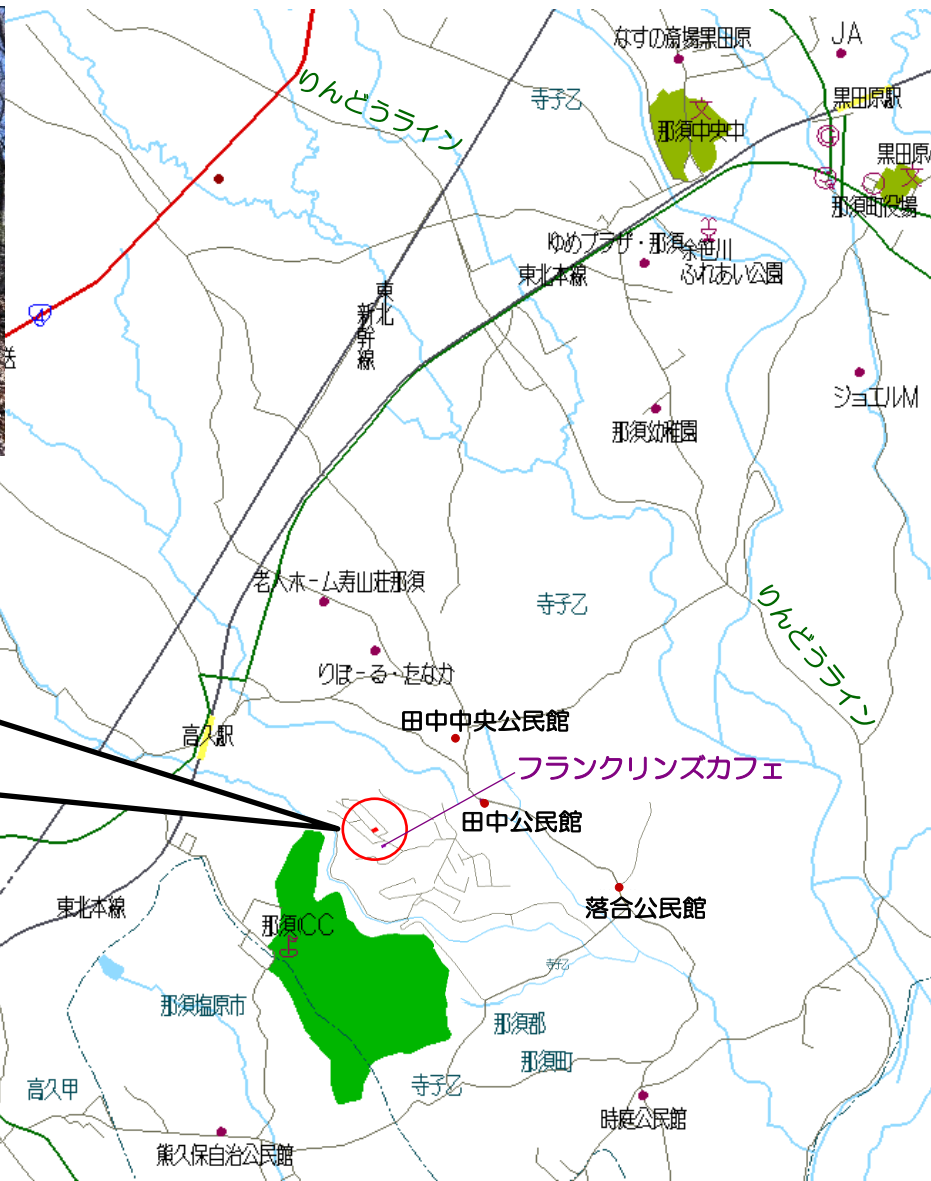 なすの斎場黒田原
JA
りんどうライン
寺子乙
黒田原駅
文
那須中央中
黒田原
文
那須町役場
ゆめプラザ・那須
余世川
ふれあい公園
東北本線
東北
新幹線
4
送
ジョエルM
那須幼稚園
老人ホーム寿山荘那須
寺子乙
りんどうライン
りぽーる・たなか
田中中央公民館
高久駅
フランクリンズカフェ
田中公民館
東北本線
落合公民館
那須CC
寺子乙
那須塩原市
那須郡
那須町
高久甲
寺子乙
時庭公民館
熊久保自治公民館